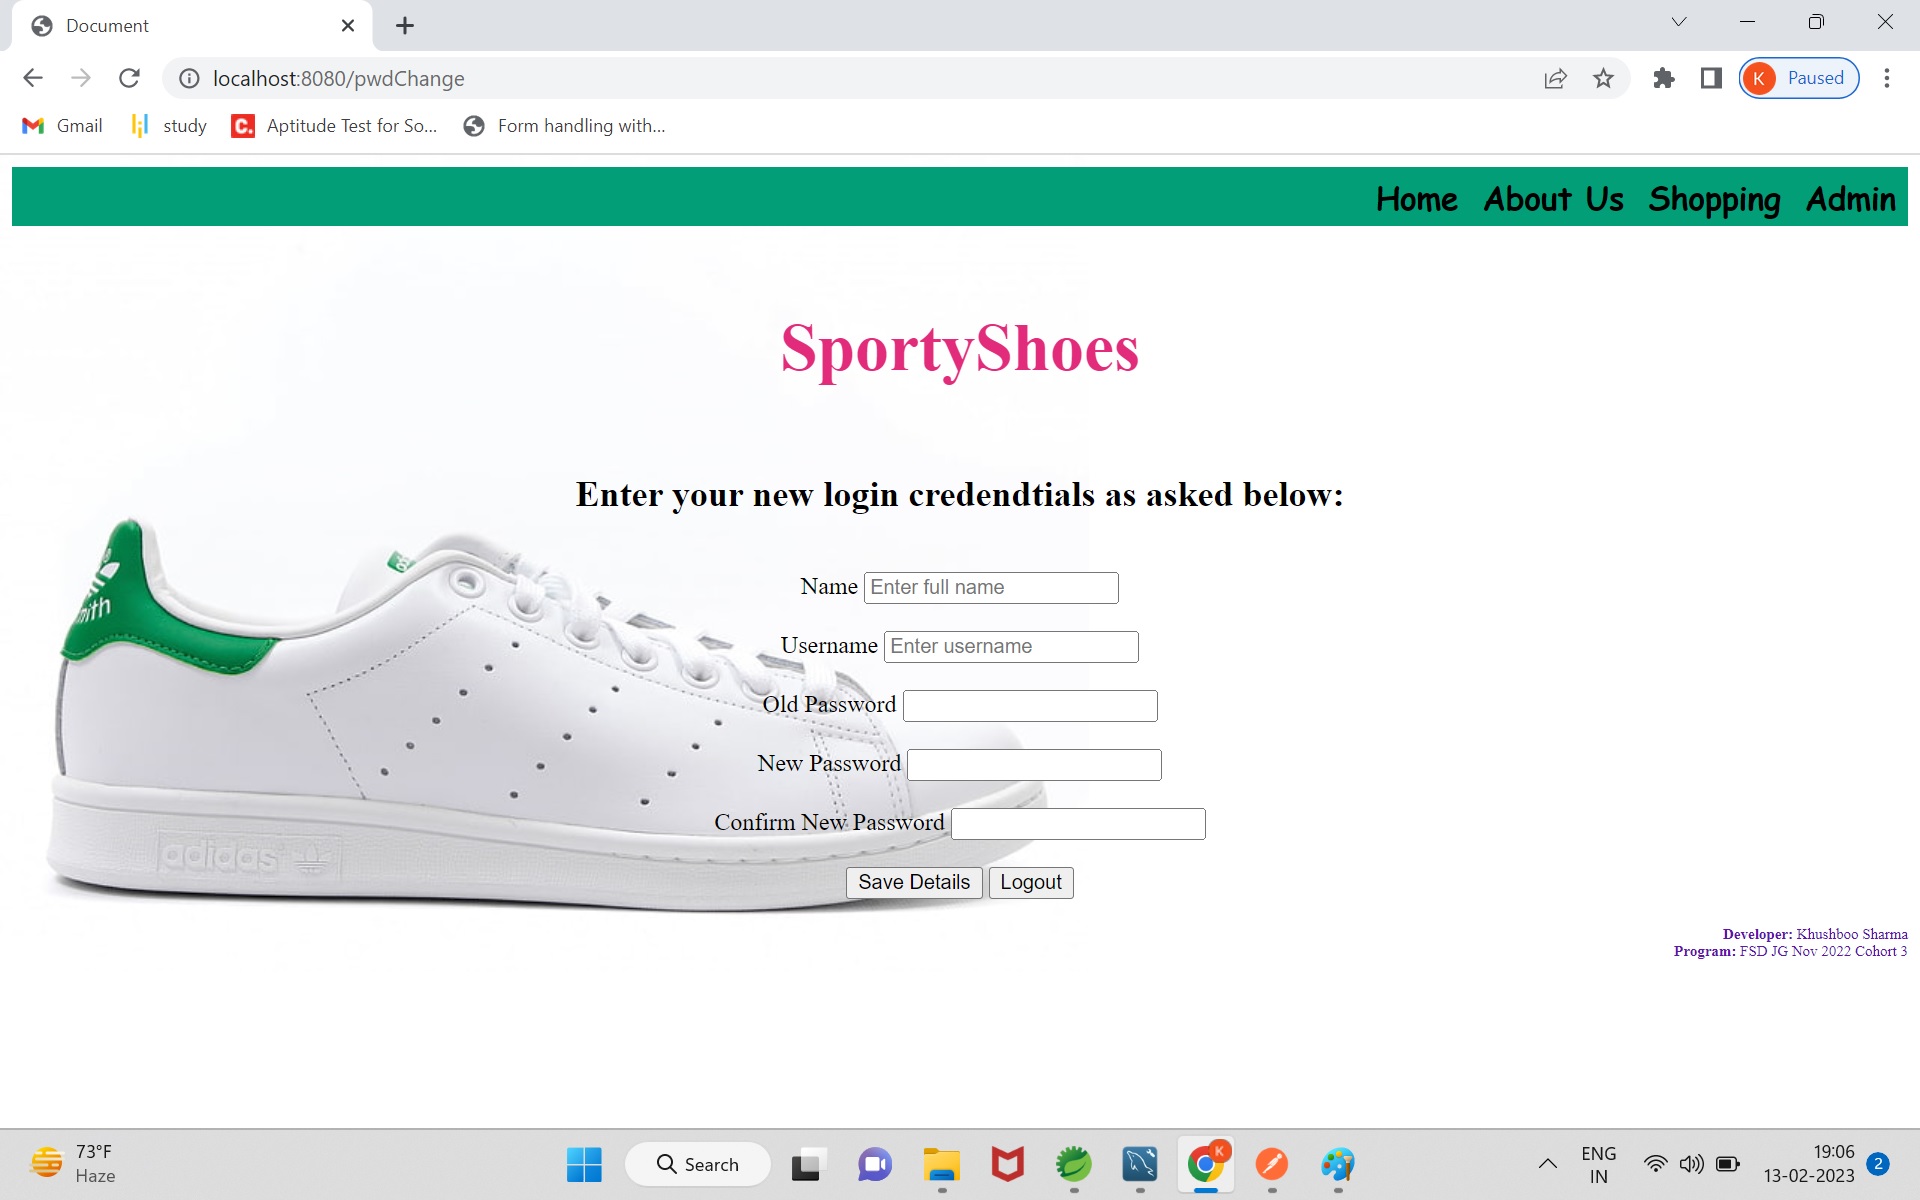 Document
localhost:8080/pwdChange
K Paused
Gmail study C. Aptitude Test for So... Form handling with...
Home About Us Shopping Admin
SportyShoes
Enter your new login credendtials as asked below:
Name Enter full name
Username Enter username
Old Password
New Password
Confirm New Password
adidas
Save Details Logout
Developer: Khushboo Sharma
Program: FSD JG Nov 2022 Cohort 3
73°F
Haze
Search
K
ENG
IN
19:06
13-02-2023
2